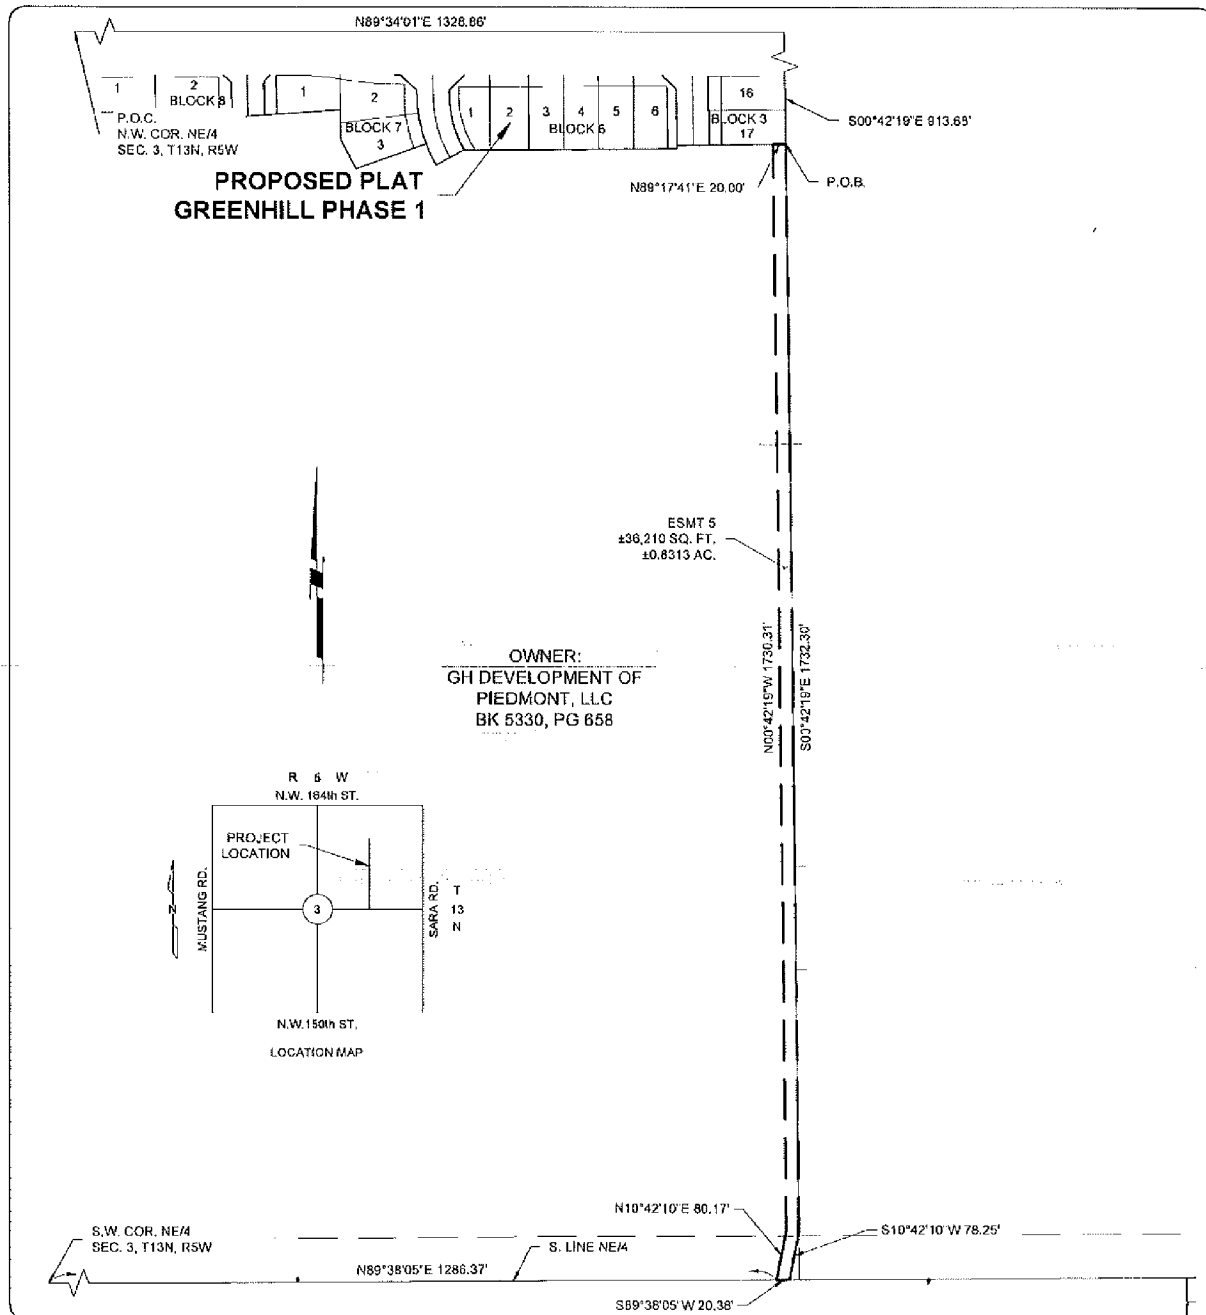 N89°34'01"E 1328.86'
1
2
BLOCK 8
1
2
BLOCK 7
3
1
2
3
4
5
6
BLOCK 6
16
BLOCK 3
17
S00°42'19"E 913.68'
P.O.C.
N.W. COR. NE/4
SEC. 3, T13N, R5W
PROPOSED PLAT
GREENHILL PHASE 1
N89°17'41"E 20.00'
P.O.B.
ESMT 5
±36,210 SQ. FT.
±0.8313 AC.
N00°42'19"W 1730.31'
S00°42'19"E 1732.30'
OWNER:
GH DEVELOPMENT OF
PIEDMONT, LLC
BK 5330, PG 658
N
R 5 W
N.W. 164th ST.
PROJECT
LOCATION
N
MUSTANG RD.
3
SARA RD.
T
13
N
N.W. 150th ST.
LOCATION MAP
N10°42'10"E 80.17'
S10°42'10"W 78.25'
S.W. COR. NE/4
SEC. 3, T13N, R5W
S. LINE NE/4
N89°38'05"E 1286.37'
S89°38'05"W 20.38'